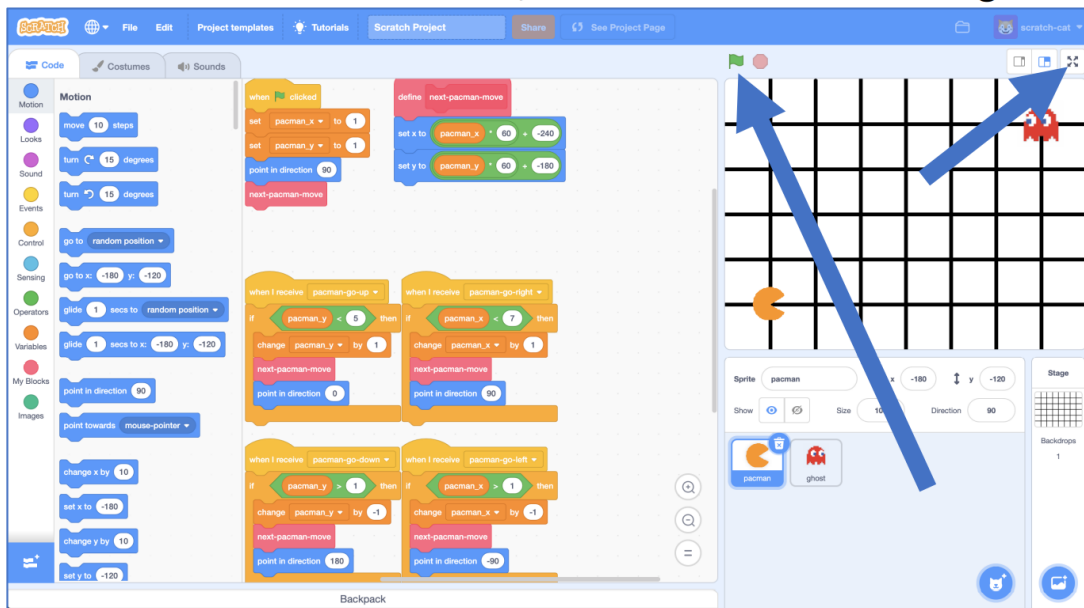 SCRATCH File Edit Project templates Tutorials Scratch Project Share See Project Page scratch-cat
Code Costumes Sounds
Motion
Looks
Sound
Events
Control
Sensing
Operators
Variables
My Blocks
Images
Motion
move 10 steps
turn 15 degrees
turn 15 degrees
go to random position
go to x: -180 y: -120
glide 1 secs to random position
glide 1 secs to x: -180 y: -120
point in direction 90
point towards mouse-pointer
change x by 10
set x to -180
change y by 10
set y to -120
when clicked
set pacman_x to 1
set pacman_y to 1
point in direction 90
next-pacman-move
define next-pacman-move
set x to pacman_x * 60 + -240
set y to pacman_y * 60 + -180
when I receive pacman-go-up
if pacman_y < 5 then
change pacman_y by 1
next-pacman-move
point in direction 0
when I receive pacman-go-right
if pacman_x < 7 then
change pacman_x by 1
next-pacman-move
point in direction 90
when I receive pacman-go-down
if pacman_y > 1 then
change pacman_y by -1
next-pacman-move
point in direction 180
when I receive pacman-go-left
if pacman_x > 1 then
change pacman_x by -1
next-pacman-move
point in direction -90
Backpack
Sprite pacman x -180 y -120
Show Size Direction 90
pacman
ghost
Stage
Backdrops
1